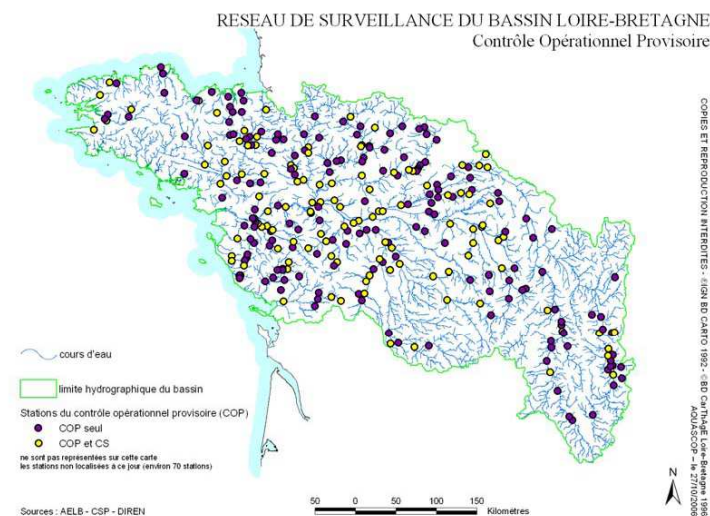 RESEAU DE SURVEILLANCE DU BASSIN LOIRE-BRETAGNE
Contrôle Opérationnel Provisoire
COPIES ET REPRODUCTION INTERDITES - ©IGN BD CARTO 1992 - ©BD CarThAgE Loire-Bretagne 1996
AQUASCOP - le 27/10/2006
cours d'eau
limite hydrographique du bassin
Stations du contrôle opérationnel provisoire (COP)
COP seul
COP et CS
ne sont pas représentées sur cette carte
les stations non localisées à ce jour (environ 70 stations)
N
Sources : AELB - CSP - DIREN
50 0 50 100 150
Kilomètres